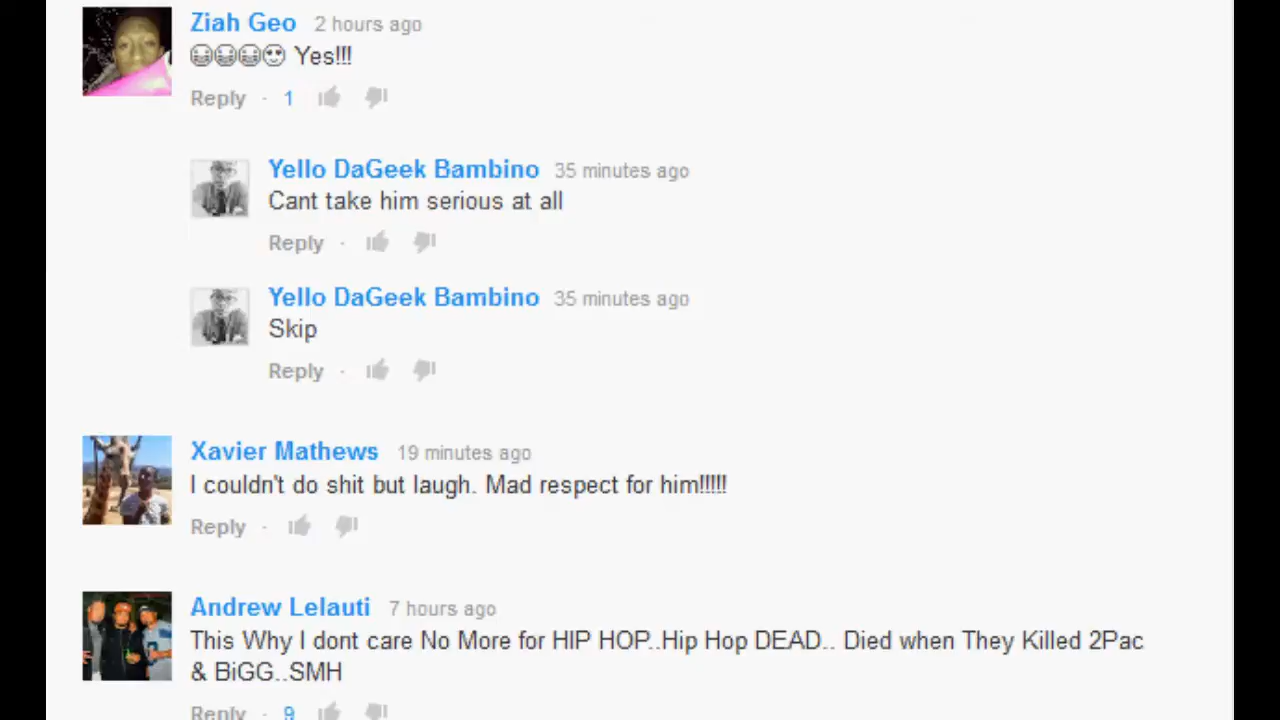 Ziah Geo 2 hours ago
😂😂😂😍 Yes!!!
Reply · 1
Yello DaGeek Bambino 35 minutes ago
Cant take him serious at all
Reply ·
Yello DaGeek Bambino 35 minutes ago
Skip
Reply ·
Xavier Mathews 19 minutes ago
I couldn't do shit but laugh. Mad respect for him!!!!!
Reply ·
Andrew Lelauti 7 hours ago
This Why I dont care No More for HIP HOP..Hip Hop DEAD.. Died when They Killed 2Pac
& BiGG..SMH
Reply · 9